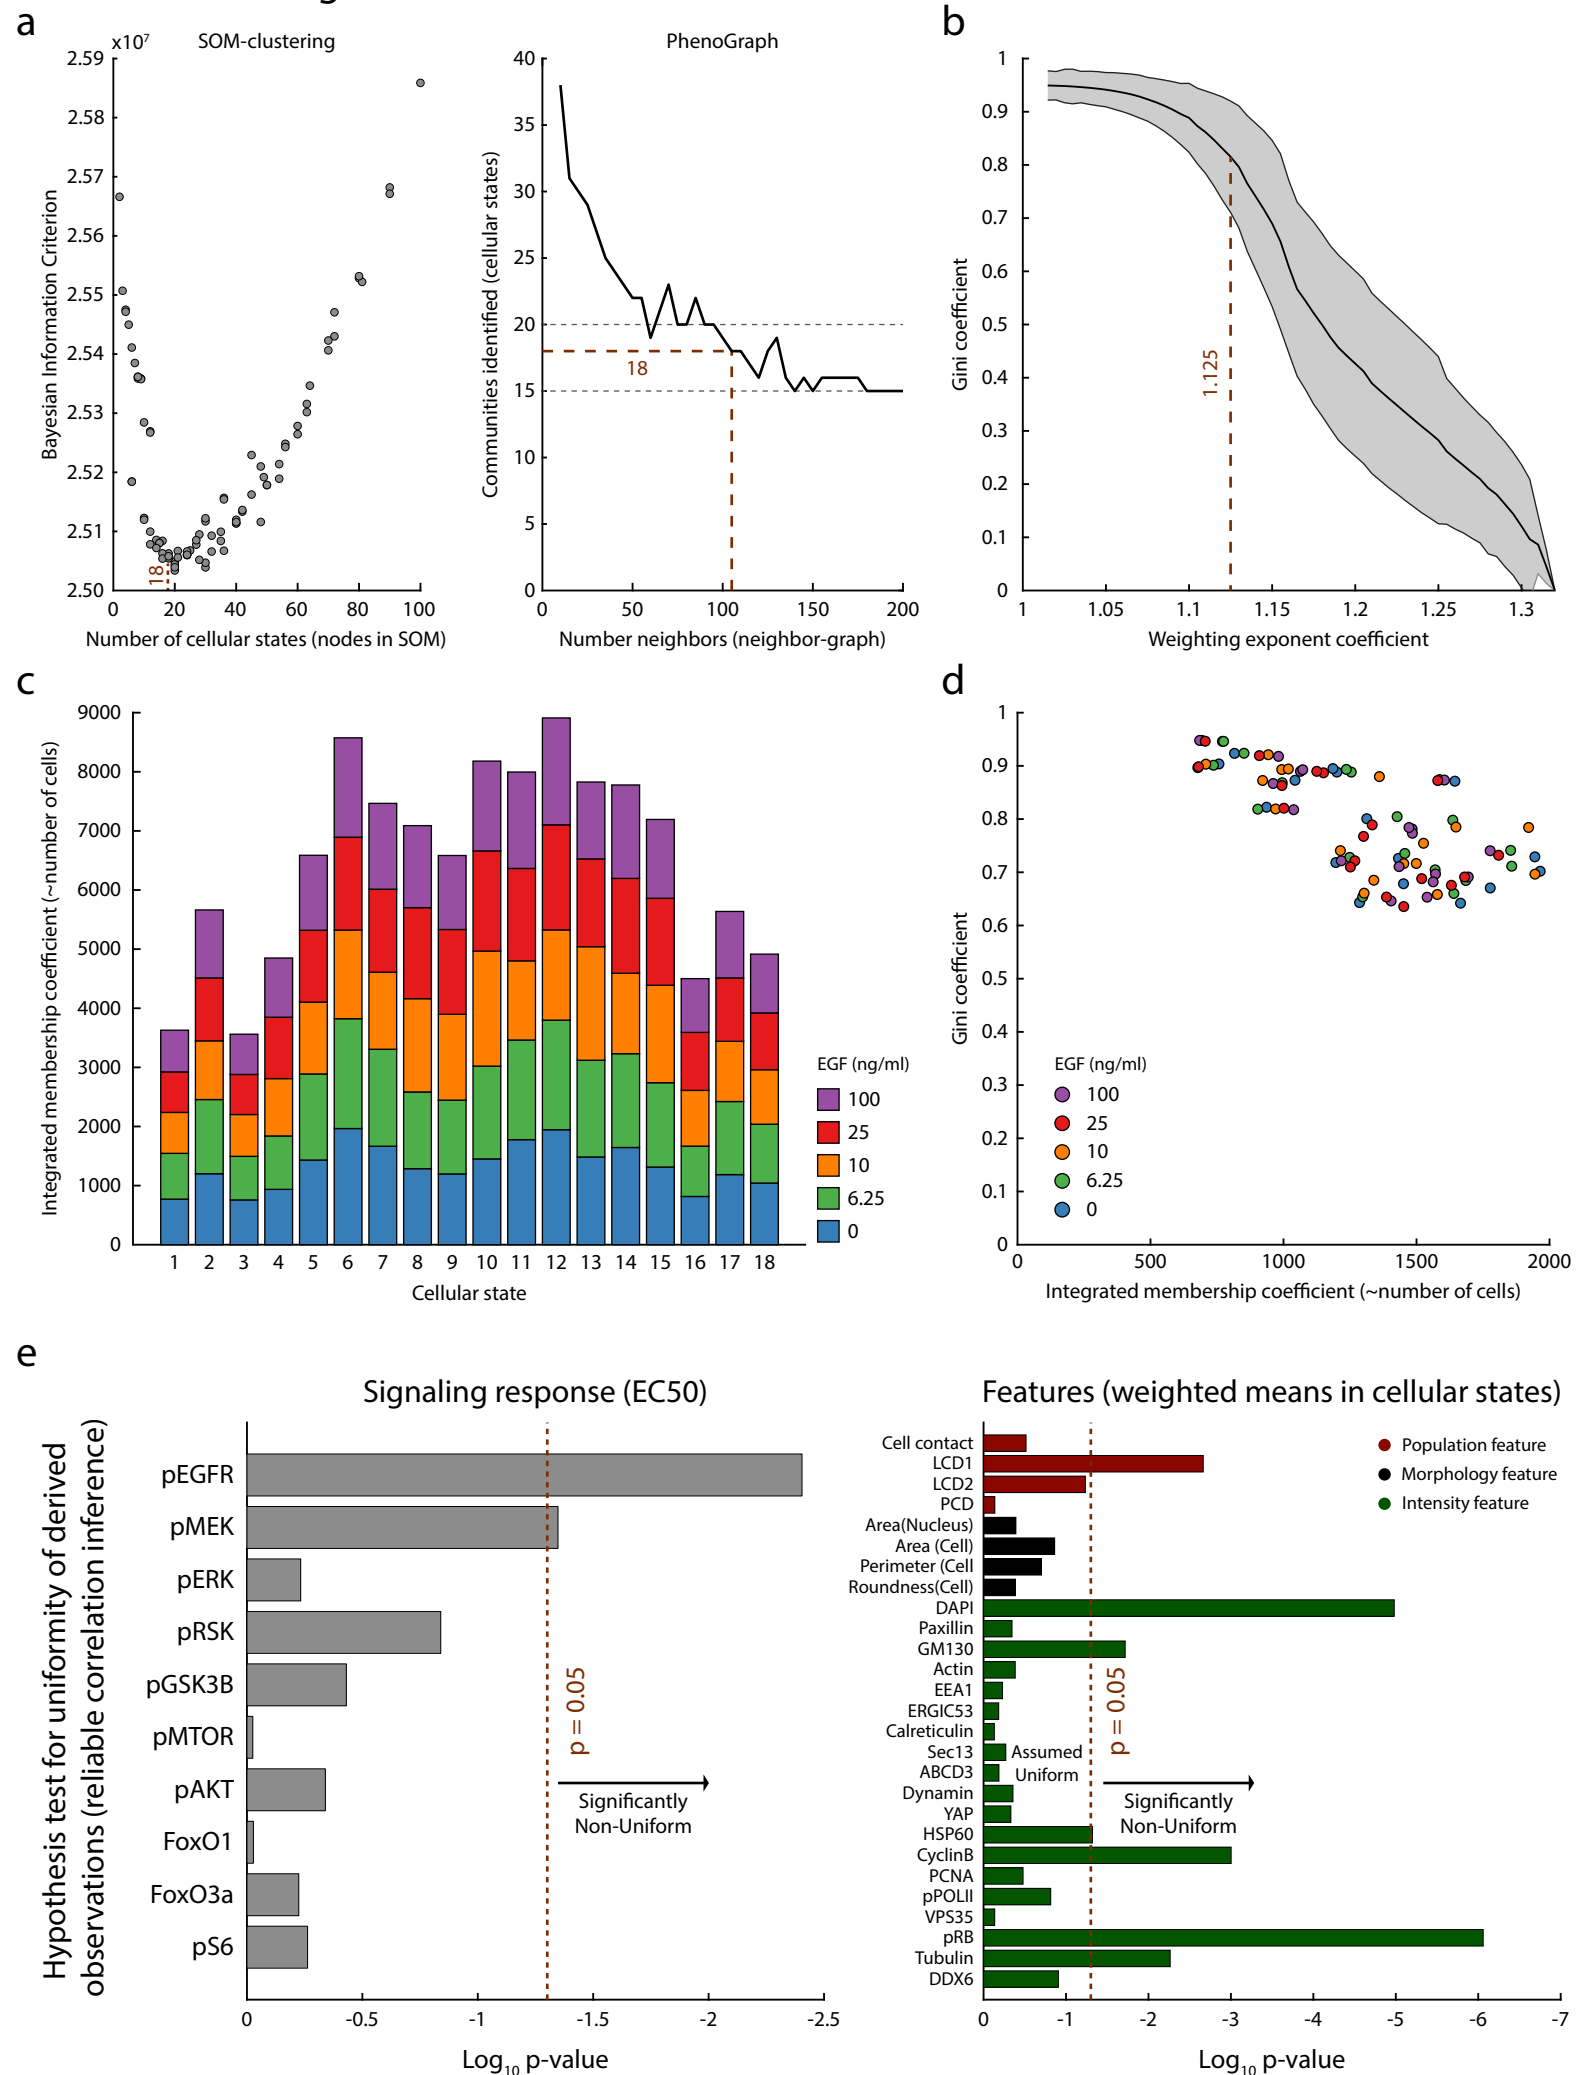 a
SOM-clustering
x10⁷
2.59
2.58
2.57
2.56
2.55
2.54
2.53
2.52
2.51
2.50
Bayesian Information Criterion
18
0 20 40 60 80 100
Number of cellular states (nodes in SOM)
PhenoGraph
40
35
30
25
20
15
10
5
0
Communities identified (cellular states)
18
0 50 100 150 200
Number neighbors (neighbor-graph)
b
1
0.9
0.8
0.7
0.6
0.5
0.4
0.3
0.2
0.1
0
Gini coefficient
1.125
1 1.05 1.1 1.15 1.2 1.25 1.3
Weighting exponent coefficient
c
9000
8000
7000
6000
5000
4000
3000
2000
1000
0
Integrated membership coefficient (~number of cells)
1 2 3 4 5 6 7 8 9 10 11 12 13 14 15 16 17 18
Cellular state
EGF (ng/ml)
100
25
10
6.25
0
d
1
0.9
0.8
0.7
0.6
0.5
0.4
0.3
0.2
0.1
0
Gini coefficient
EGF (ng/ml)
100
25
10
6.25
0
0 500 1000 1500 2000
Integrated membership coefficient (~number of cells)
e
Hypothesis test for uniformity of derived
observations (reliable correlation inference)
Signaling response (EC50)
pEGFR
pMEK
pERK
pRSK
pGSK3B
pMTOR
pAKT
FoxO1
FoxO3a
pS6
p = 0.05
Significantly
Non-Uniform
0 -0.5 -1 -1.5 -2 -2.5
Log₁₀ p-value
Features (weighted means in cellular states)
Cell contact
LCD1
LCD2
PCD
Area(Nucleus)
Area (Cell)
Perimeter (Cell
Roundness(Cell)
DAPI
Paxillin
GM130
Actin
EEA1
ERGIC53
Calreticulin
Sec13
ABCD3
Dynamin
YAP
HSP60
CyclinB
PCNA
pPOLII
VPS35
pRB
Tubulin
DDX6
Population feature
Morphology feature
Intensity feature
p = 0.05
Assumed
Uniform
Significantly
Non-Uniform
0 -1 -2 -3 -4 -5 -6 -7
Log₁₀ p-value